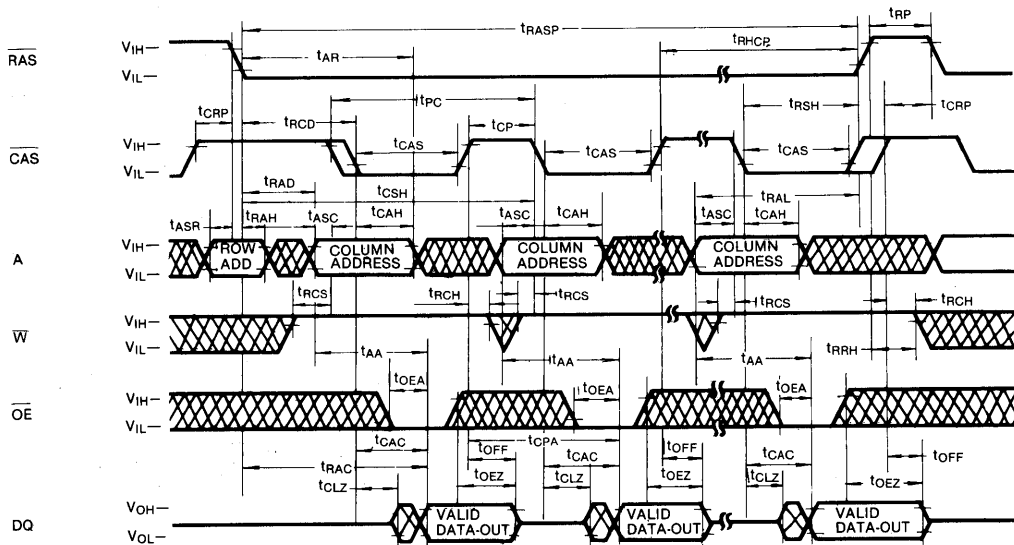 tRASP
tRP
RAS
VIH
tAR
tRHCP
VIL
tPC
tCRP
tRCD
tCP
tRSH
tCRP
CAS
VIH
tCAS
tCAS
tCAS
VIL
tRAD
tCSH
tRAL
tASR
tRAH
tASC
tCAH
tASC
tCAH
tASC
tCAH
A
VIH
ROW
ADD
COLUMN
ADDRESS
COLUMN
ADDRESS
COLUMN
ADDRESS
VIL
tRCS
tRCH
tRCS
tRCS
tRCH
W
VIH
VIL
tAA
tAA
tAA
tRRH
tOEA
tOEA
tOEA
OE
VIH
VIL
tCAC
tCPA
tOFF
tCAC
tOFF
tCAC
tOFF
tRAC
tCLZ
tOEZ
tCLZ
tOEZ
tCLZ
tOEZ
DQ
VOH
VALID
DATA-OUT
VALID
DATA-OUT
VALID
DATA-OUT
VOL